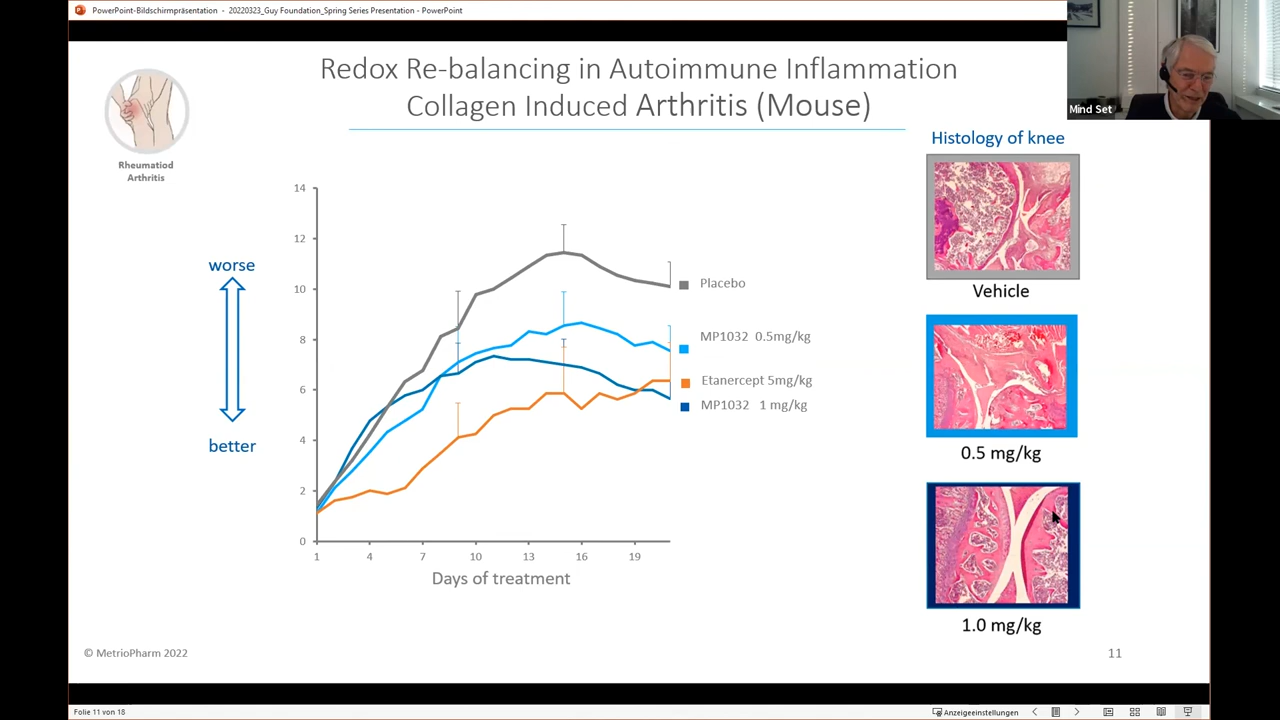 PowerPoint-Bildschirmpräsentation - 20220323_Guy Foundation_Spring Series Presentation - PowerPoint
Redox Re-balancing in Autoimmune Inflammation
Collagen Induced Arthritis (Mouse)
Mind Set
Rheumatiod
Arthritis
Histology of knee
14
12
10
8
6
4
2
0
worse
better
1
4
7
10
13
16
19
Days of treatment
Placebo
MP1032 0.5mg/kg
Etanercept 5mg/kg
MP1032 1 mg/kg
Vehicle
0.5 mg/kg
1.0 mg/kg
© MetrioPharm 2022
11
Folie 11 von 18
Anzeigeeinstellungen